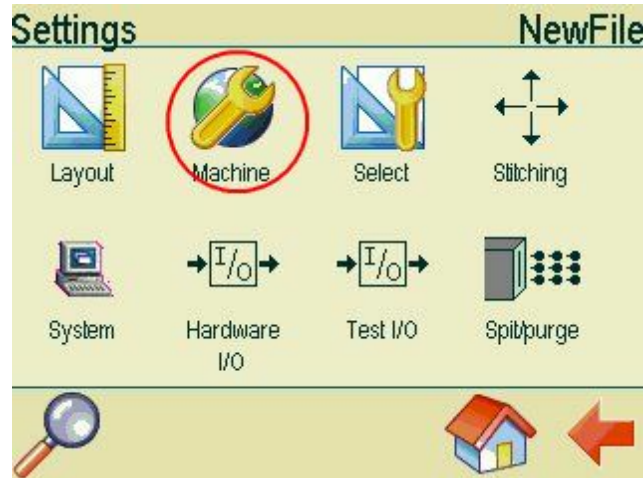 Settings NewFile
Layout Machine Select Stitching
I/O I/O
System Hardware I/O Test I/O Spit/purge